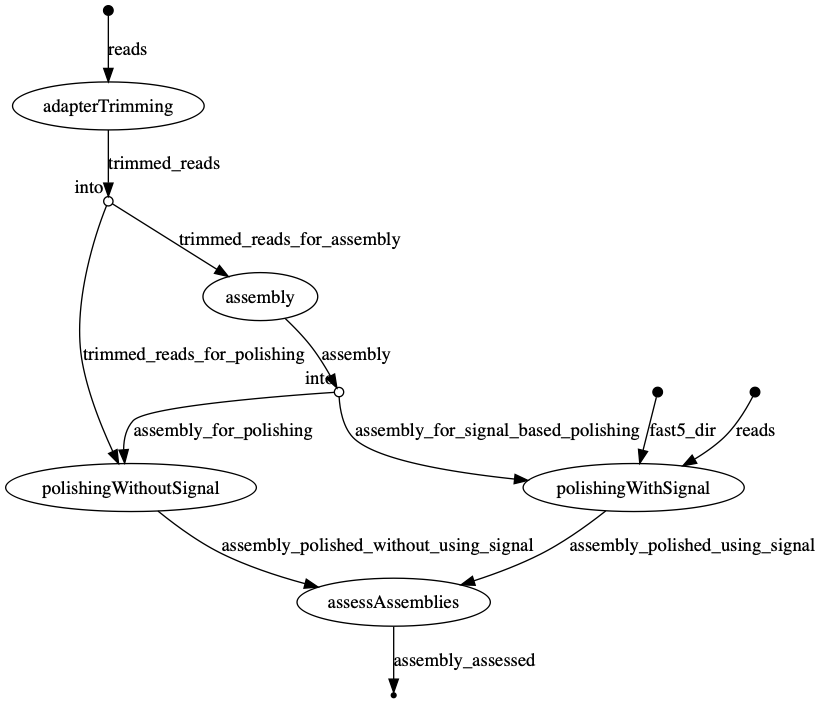 reads
adapterTrimming
trimmed_reads
into
trimmed_reads_for_assembly
assembly
trimmed_reads_for_polishing
assembly
into
assembly_for_polishing
assembly_for_signal_based_polishing
fast5_dir
reads
polishingWithoutSignal
polishingWithSignal
assembly_polished_without_using_signal
assembly_polished_using_signal
assessAssemblies
assembly_assessed